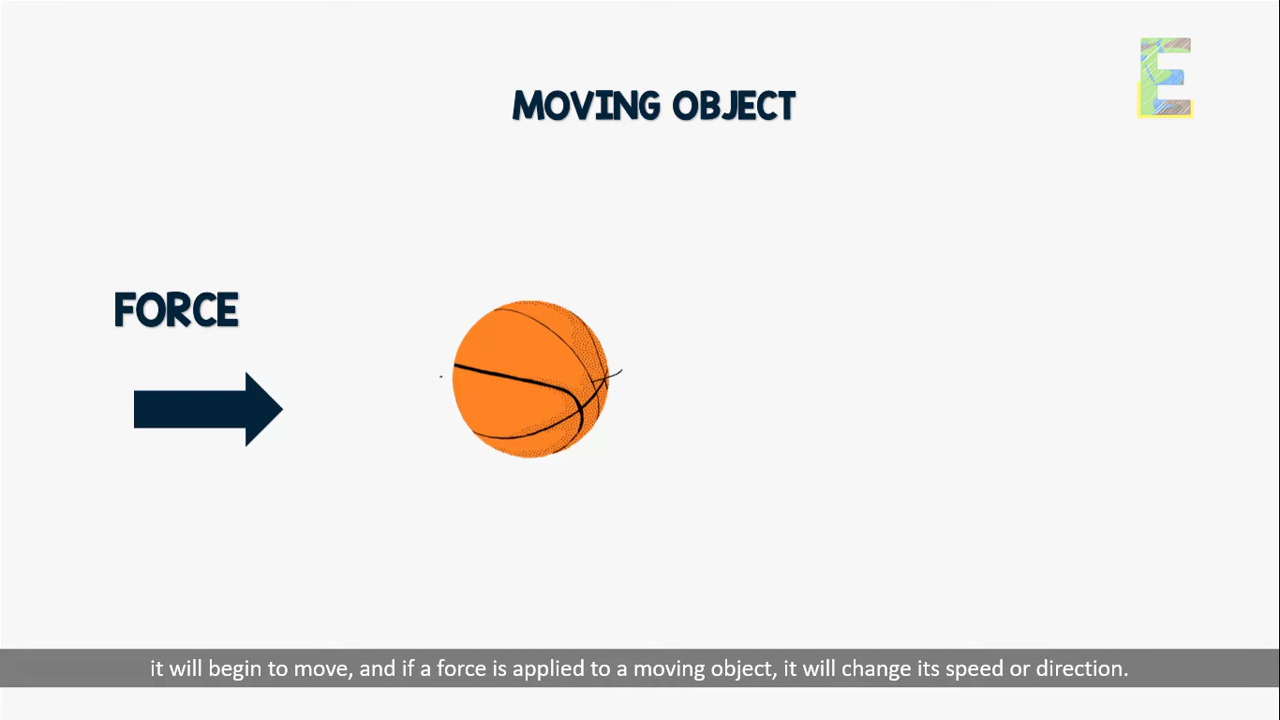 E
MOVING OBJECT
FORCE
it will begin to move, and if a force is applied to a moving object, it will change its speed or direction.